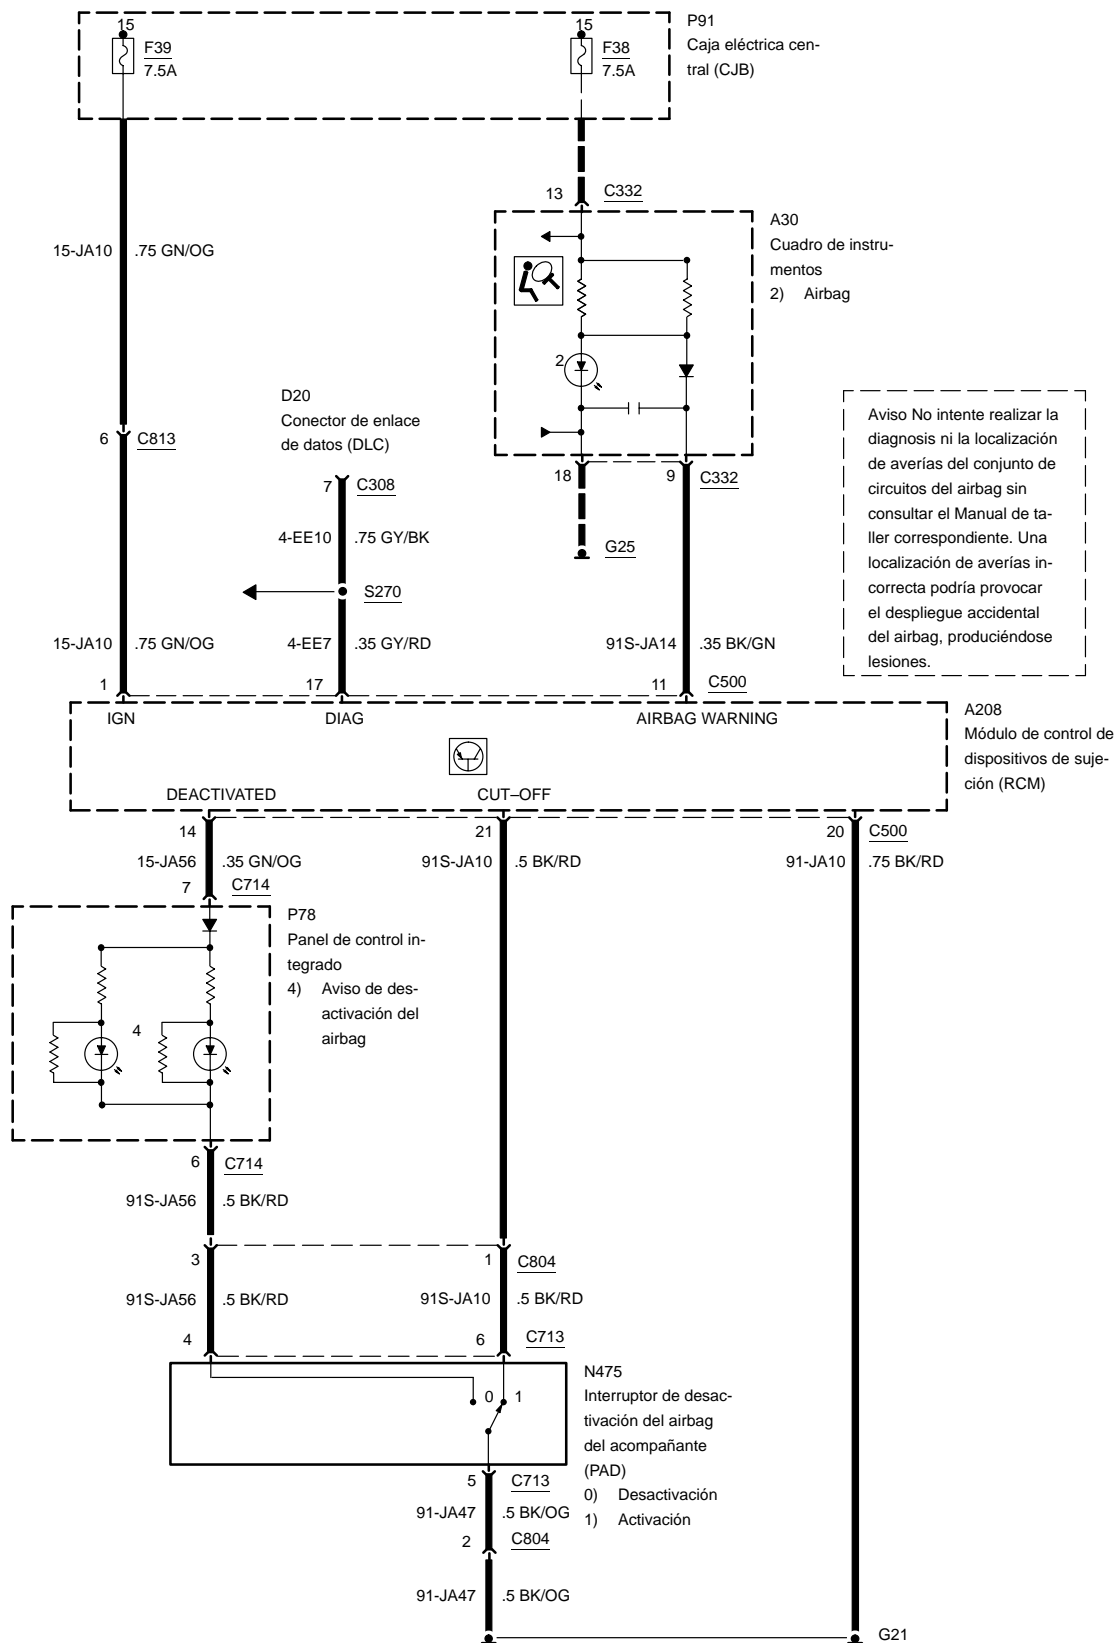 15
F39
7.5A
15
F38
7.5A
P91
Caja eléctrica cen-
tral (CJB)
13
C332
15-JA10
.75 GN/OG
A30
Cuadro de instru-
mentos
2) Airbag
2
D20
Conector de enlace
de datos (DLC)
6
C813
7
C308
18
9
C332
4-EE10
.75 GY/BK
G25
S270
Aviso No intente realizar la
diagnosis ni la localización
de averías del conjunto de
circuitos del airbag sin
consultar el Manual de ta-
ller correspondiente. Una
localización de averías in-
correcta podría provocar
el despliegue accidental
del airbag, produciéndose
lesiones.
15-JA10
.75 GN/OG
4-EE7
.35 GY/RD
91S-JA14
.35 BK/GN
1
17
11
C500
IGN
DIAG
AIRBAG WARNING
A208
Módulo de control de
dispositivos de suje-
ción (RCM)
DEACTIVATED
CUT–OFF
14
21
20
C500
15-JA56
.35 GN/OG
91S-JA10
.5 BK/RD
91-JA10
.75 BK/RD
7
C714
P78
Panel de control in-
tegrado
4) Aviso de des-
activación del
airbag
4
6
C714
91S-JA56
.5 BK/RD
3
1
C804
91S-JA56
.5 BK/RD
91S-JA10
.5 BK/RD
4
6
C713
0
1
N475
Interruptor de desac-
tivación del airbag
del acompañante
(PAD)
0) Desactivación
1) Activación
5
C713
91-JA47
.5 BK/OG
2
C804
91-JA47
.5 BK/OG
G21